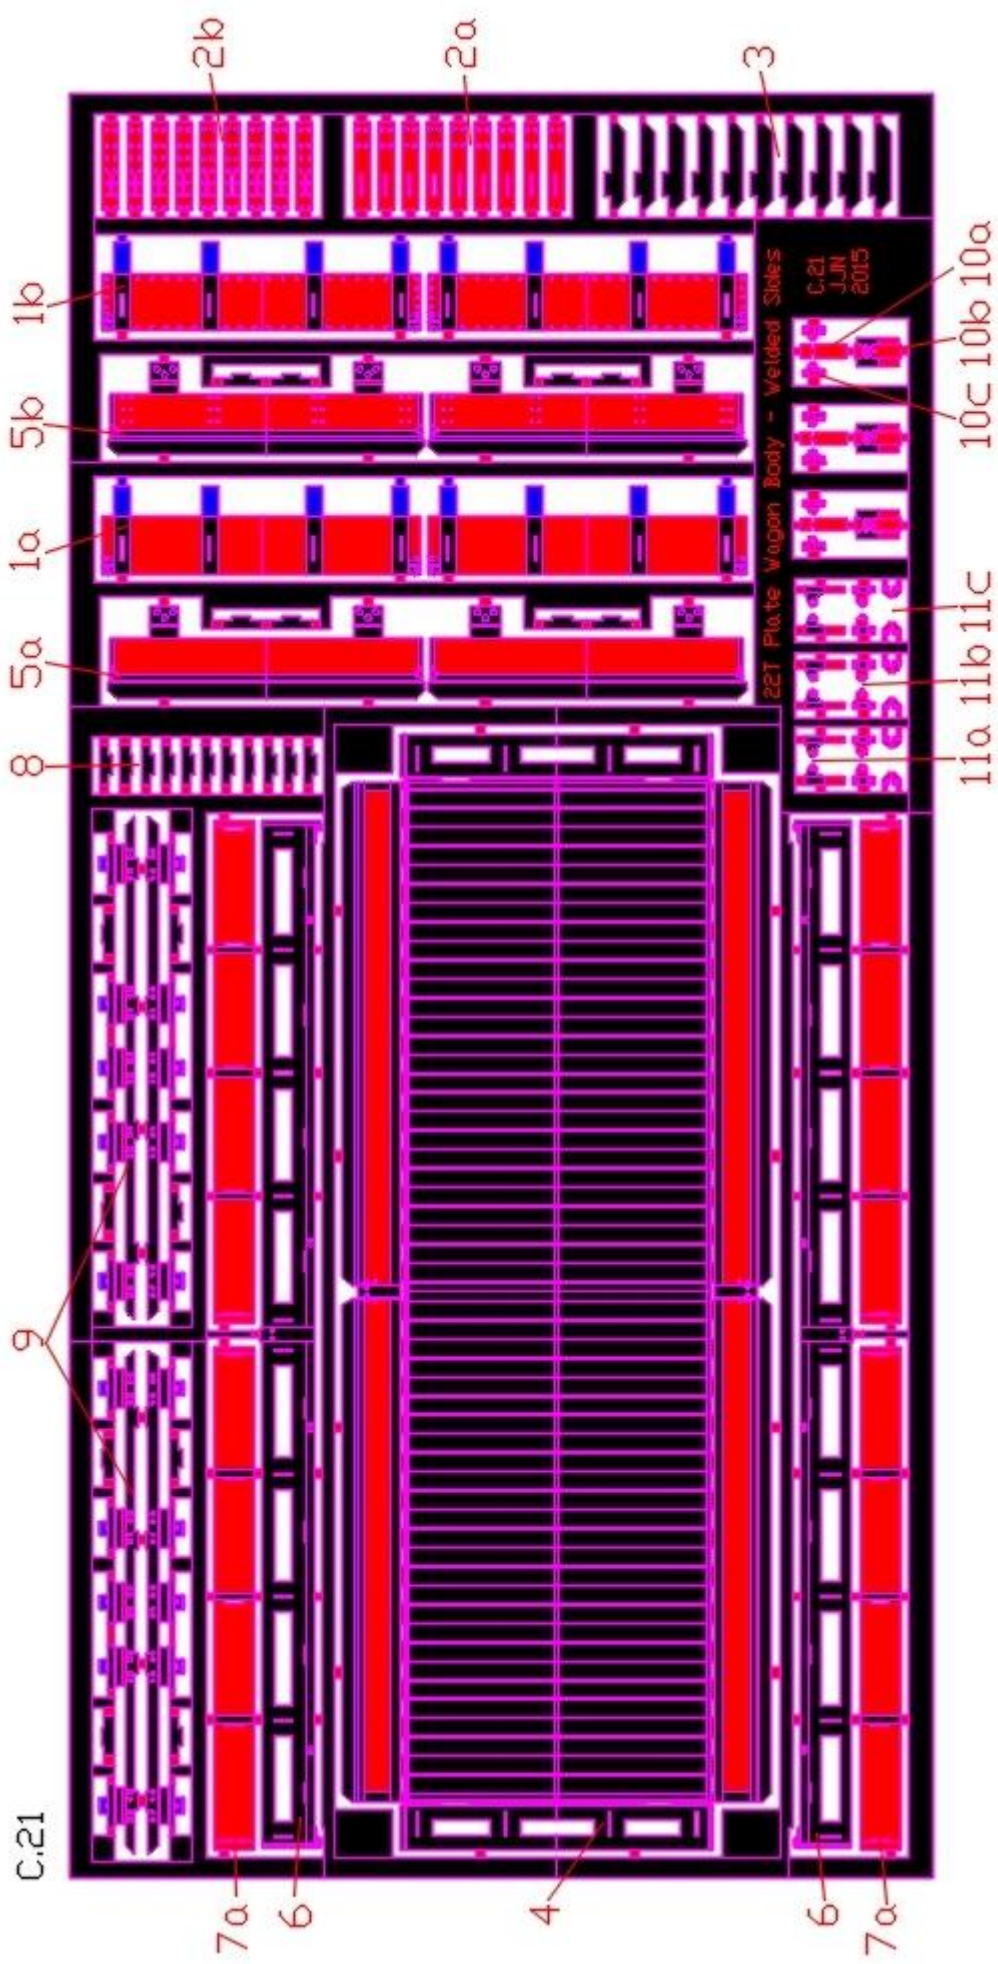 C.21
9
8
5a
1a
5b
1b
2b
7a
6
2a
4
3
22T Plate Wagon Body - Welded Sides
C.21
JJN
2015
6
7a
11a
11b
11c
10c
10b
10a